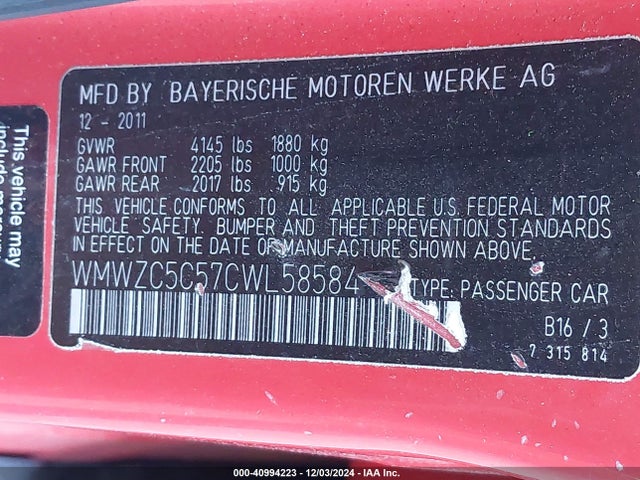 This vehicle may
MFD BY BAYERISCHE MOTOREN WERKE AG
12 - 2011
GVWR 4145 lbs 1880 kg
GAWR FRONT 2205 lbs 1000 kg
GAWR REAR 2017 lbs 915 kg
THIS VEHICLE CONFORMS TO ALL APPLICABLE U.S. FEDERAL MOTOR
VEHICLE SAFETY, BUMPER AND THEFT PREVENTION STANDARDS
IN EFFECT ON THE DATE OF MANUFACTURE SHOWN ABOVE.
WMWZC5C57CWL58584 TYPE: PASSENGER CAR
B16 / 3
7 315 814
000-40994223 - 12/03/2024 - IAA Inc.